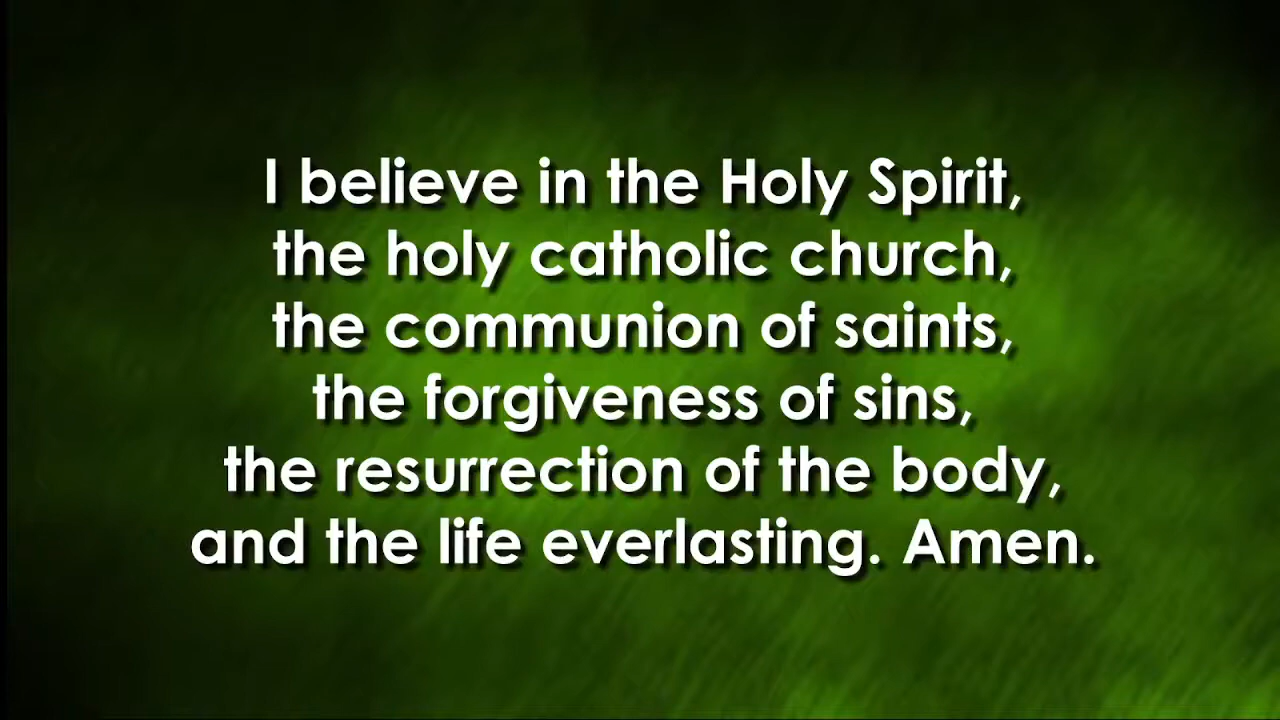 I believe in the Holy Spirit,
the holy catholic church,
the communion of saints,
the forgiveness of sins,
the resurrection of the body,
and the life everlasting. Amen.